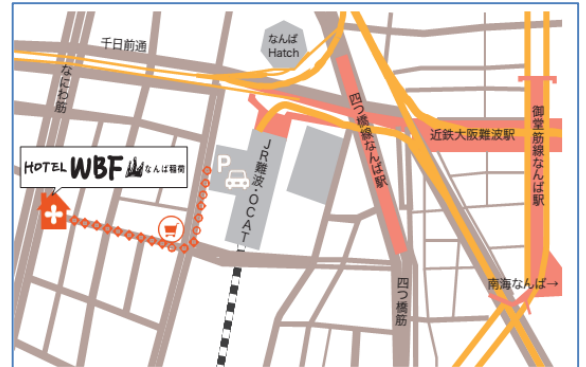 千日前通
なんば
Hatch
なにわ筋
四つ橋線なんば駅
御堂筋線なんば駅
近鉄大阪難波駅
HOTEL WBF なんば稲荷
P
JR難波・OCAT
南海なんば→
四つ橋筋